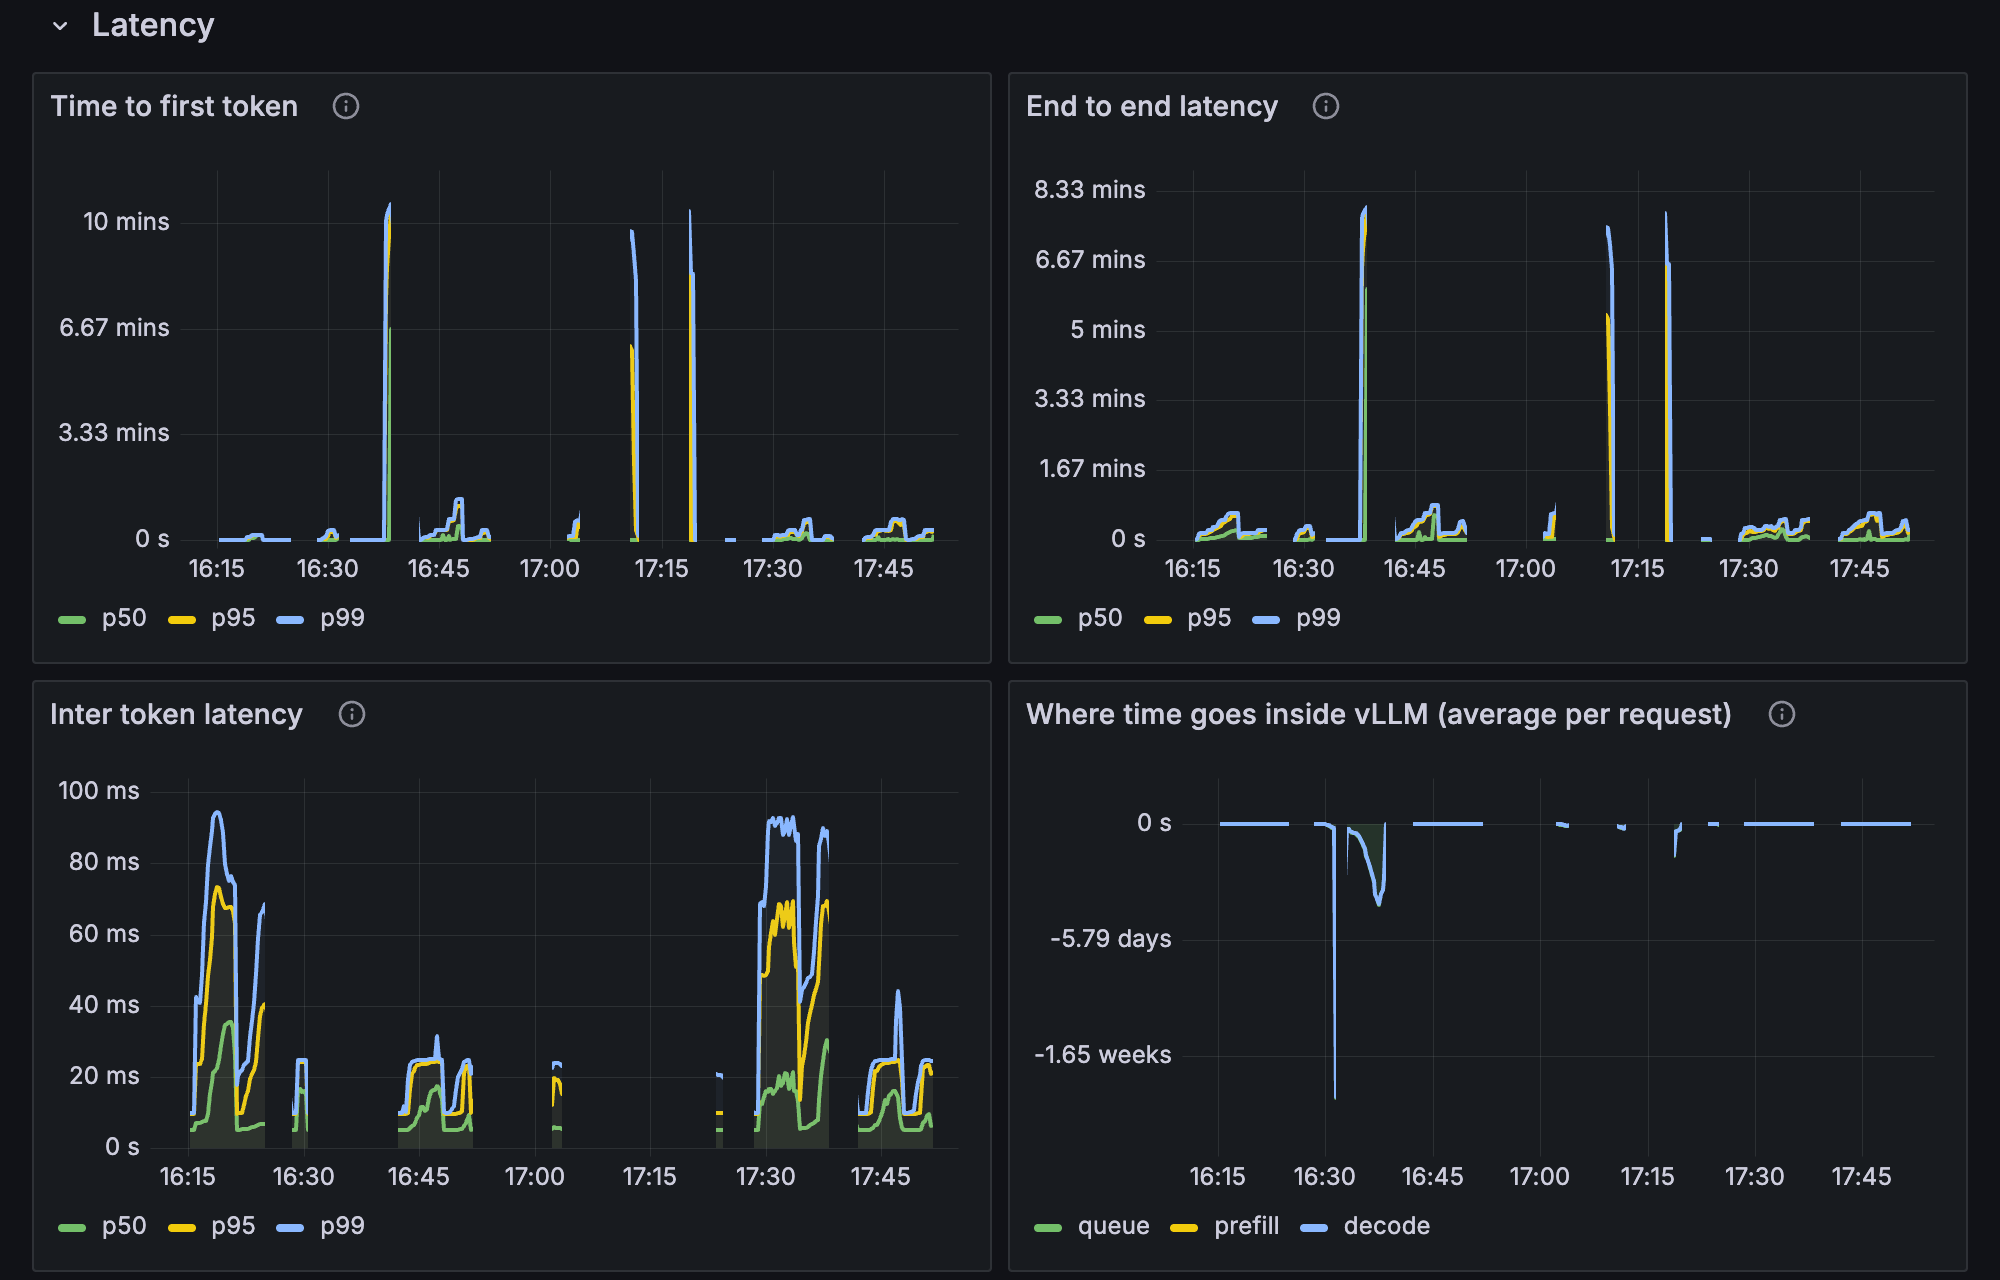 Latency
Time to first token
10 mins
6.67 mins
3.33 mins
0 s
16:15 16:30 16:45 17:00 17:15 17:30 17:45
p50 p95 p99
End to end latency
8.33 mins
6.67 mins
5 mins
3.33 mins
1.67 mins
0 s
16:15 16:30 16:45 17:00 17:15 17:30 17:45
p50 p95 p99
Inter token latency
100 ms
80 ms
60 ms
40 ms
20 ms
0 s
16:15 16:30 16:45 17:00 17:15 17:30 17:45
p50 p95 p99
Where time goes inside vLLM (average per request)
0 s
-5.79 days
-1.65 weeks
16:15 16:30 16:45 17:00 17:15 17:30 17:45
queue prefill decode